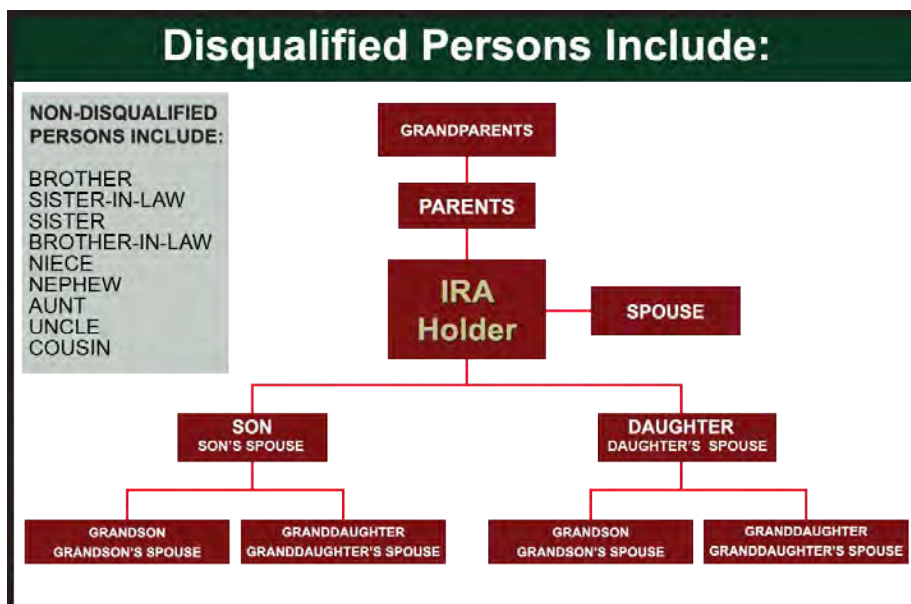 Disqualified Persons Include:
NON-DISQUALIFIED
PERSONS INCLUDE:
BROTHER
SISTER-IN-LAW
SISTER
BROTHER-IN-LAW
NIECE
NEPHEW
AUNT
UNCLE
COUSIN
GRANDPARENTS
PARENTS
IRA
Holder
SPOUSE
SON
SON'S SPOUSE
DAUGHTER
DAUGHTER'S SPOUSE
GRANDSON
GRANDSON'S SPOUSE
GRANDDAUGHTER
GRANDDAUGHTER'S SPOUSE
GRANDSON
GRANDSON'S SPOUSE
GRANDDAUGHTER
GRANDDAUGHTER'S SPOUSE